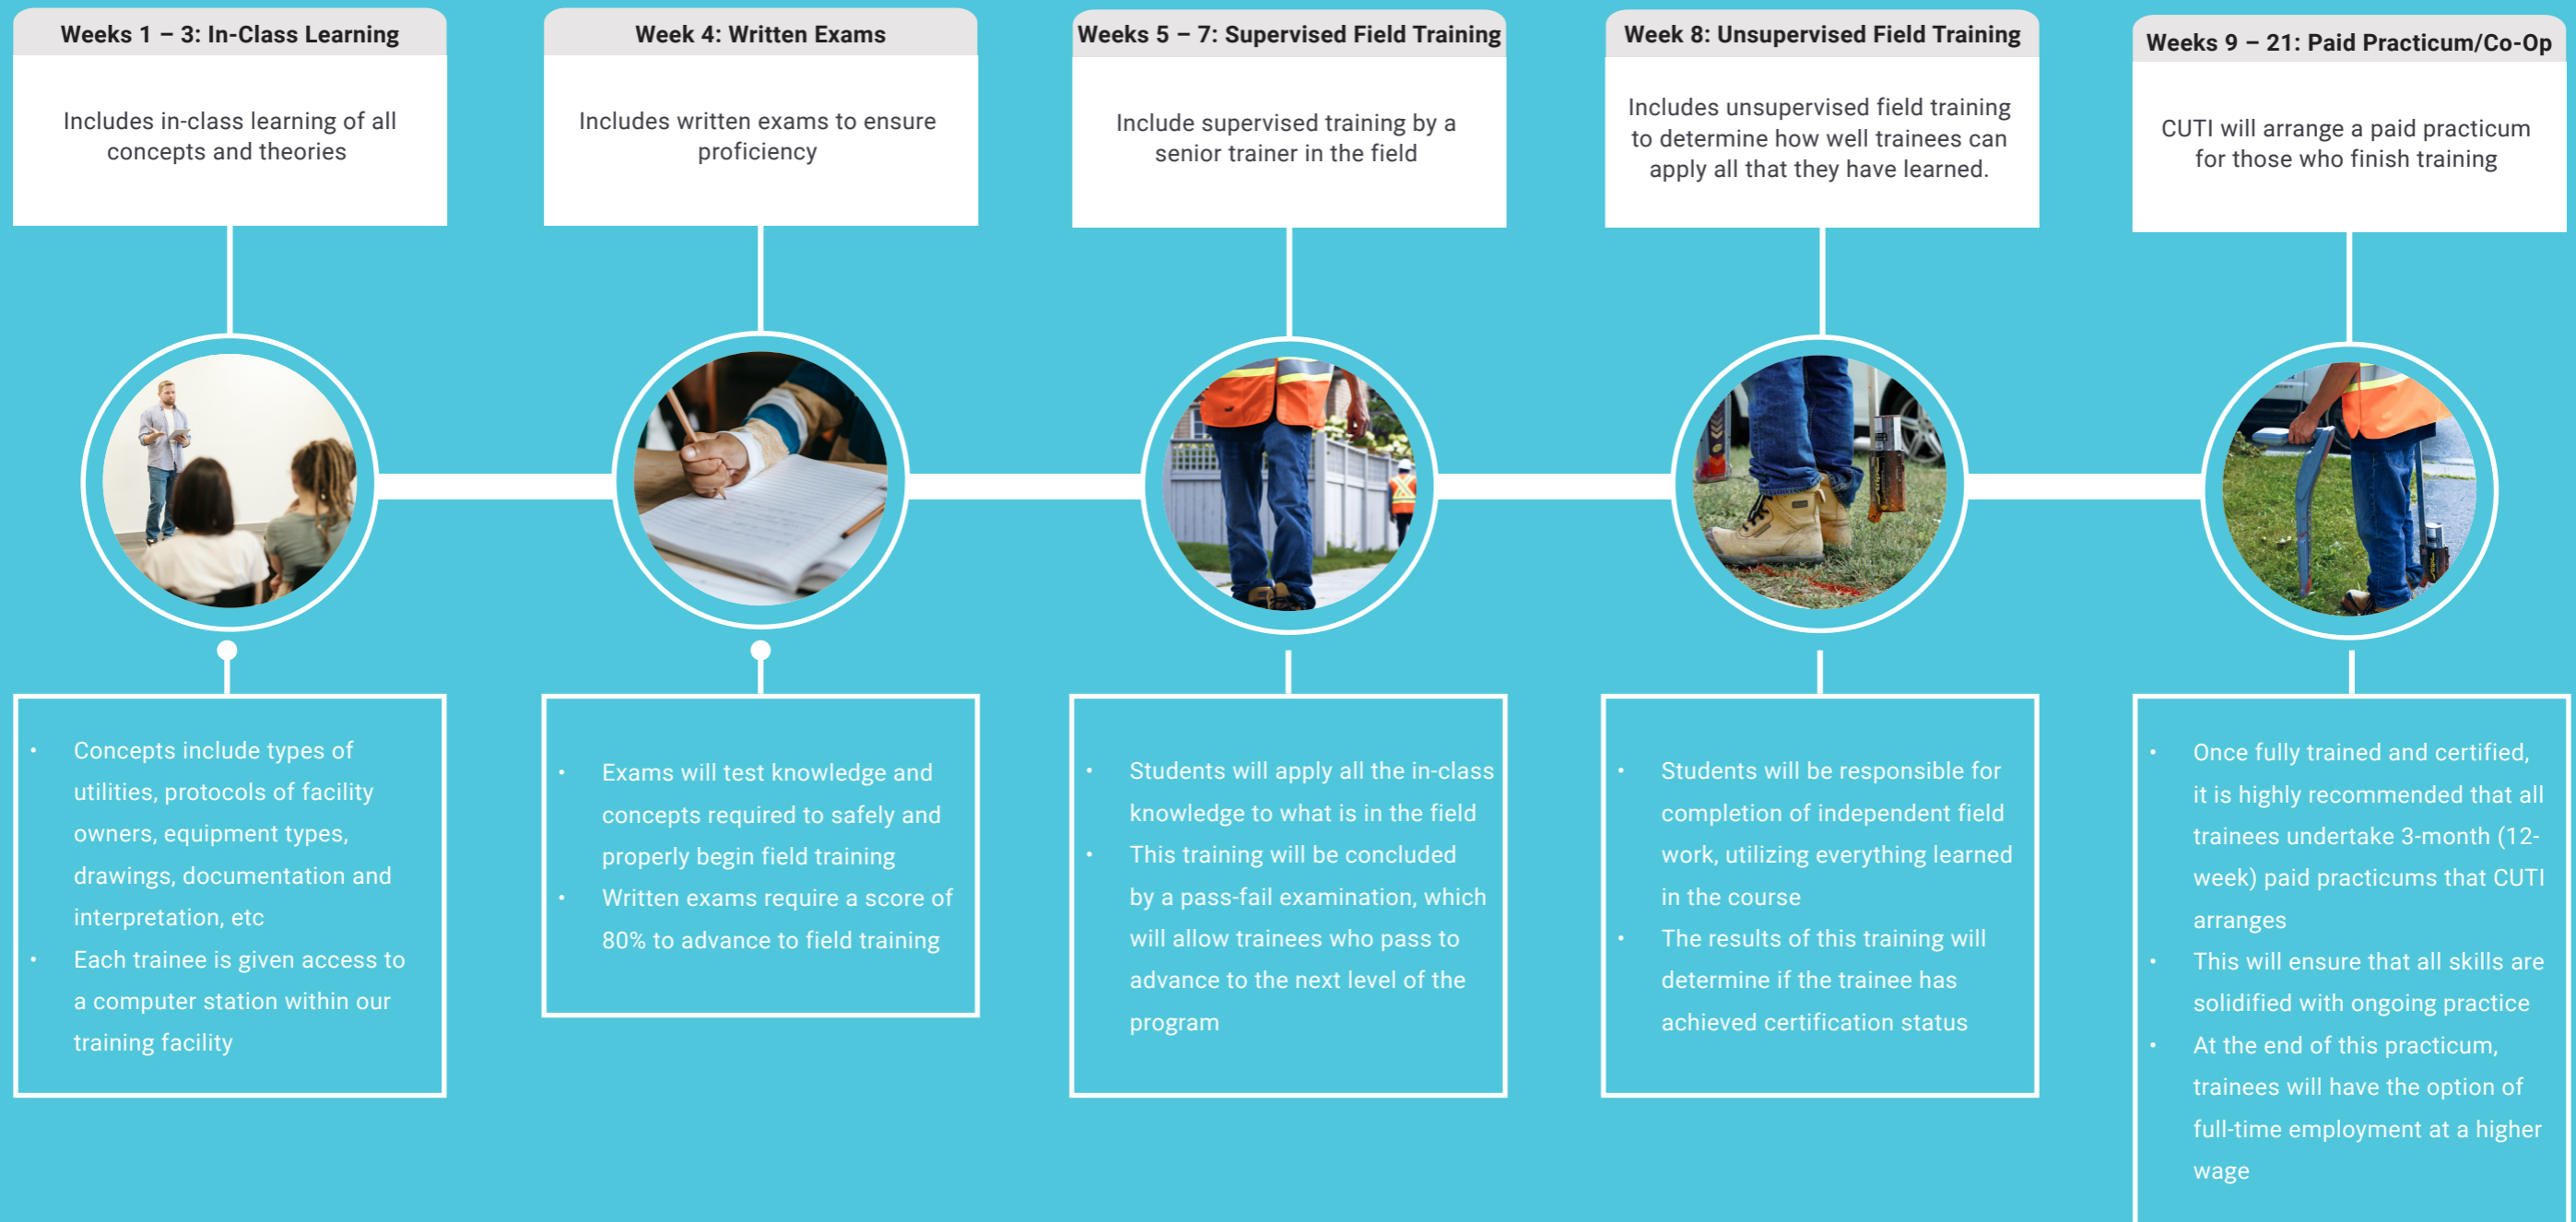 Weeks 1 – 3: In-Class Learning
Includes in-class learning of all
concepts and theories
• Concepts include types of
utilities, protocols of facility
owners, equipment types,
drawings, documentation and
interpretation, etc
• Each trainee is given access to
a computer station within our
training facility
Week 4: Written Exams
Includes written exams to ensure
proficiency
• Exams will test knowledge and
concepts required to safely and
properly begin field training
• Written exams require a score of
80% to advance to field training
Weeks 5 – 7: Supervised Field Training
Include supervised training by a
senior trainer in the field
• Students will apply all the in-class
knowledge to what is in the field
• This training will be concluded
by a pass-fail examination, which
will allow trainees who pass to
advance to the next level of the
program
Week 8: Unsupervised Field Training
Includes unsupervised field training
to determine how well trainees can
apply all that they have learned.
• Students will be responsible for
completion of independent field
work, utilizing everything learned
in the course
• The results of this training will
determine if the trainee has
achieved certification status
Weeks 9 – 21: Paid Practicum/Co-Op
CUTI will arrange a paid practicum
for those who finish training
• Once fully trained and certified,
it is highly recommended that all
trainees undertake 3-month (12-
week) paid practicums that CUTI
arranges
• This will ensure that all skills are
solidified with ongoing practice
• At the end of this practicum,
trainees will have the option of
full-time employment at a higher
wage